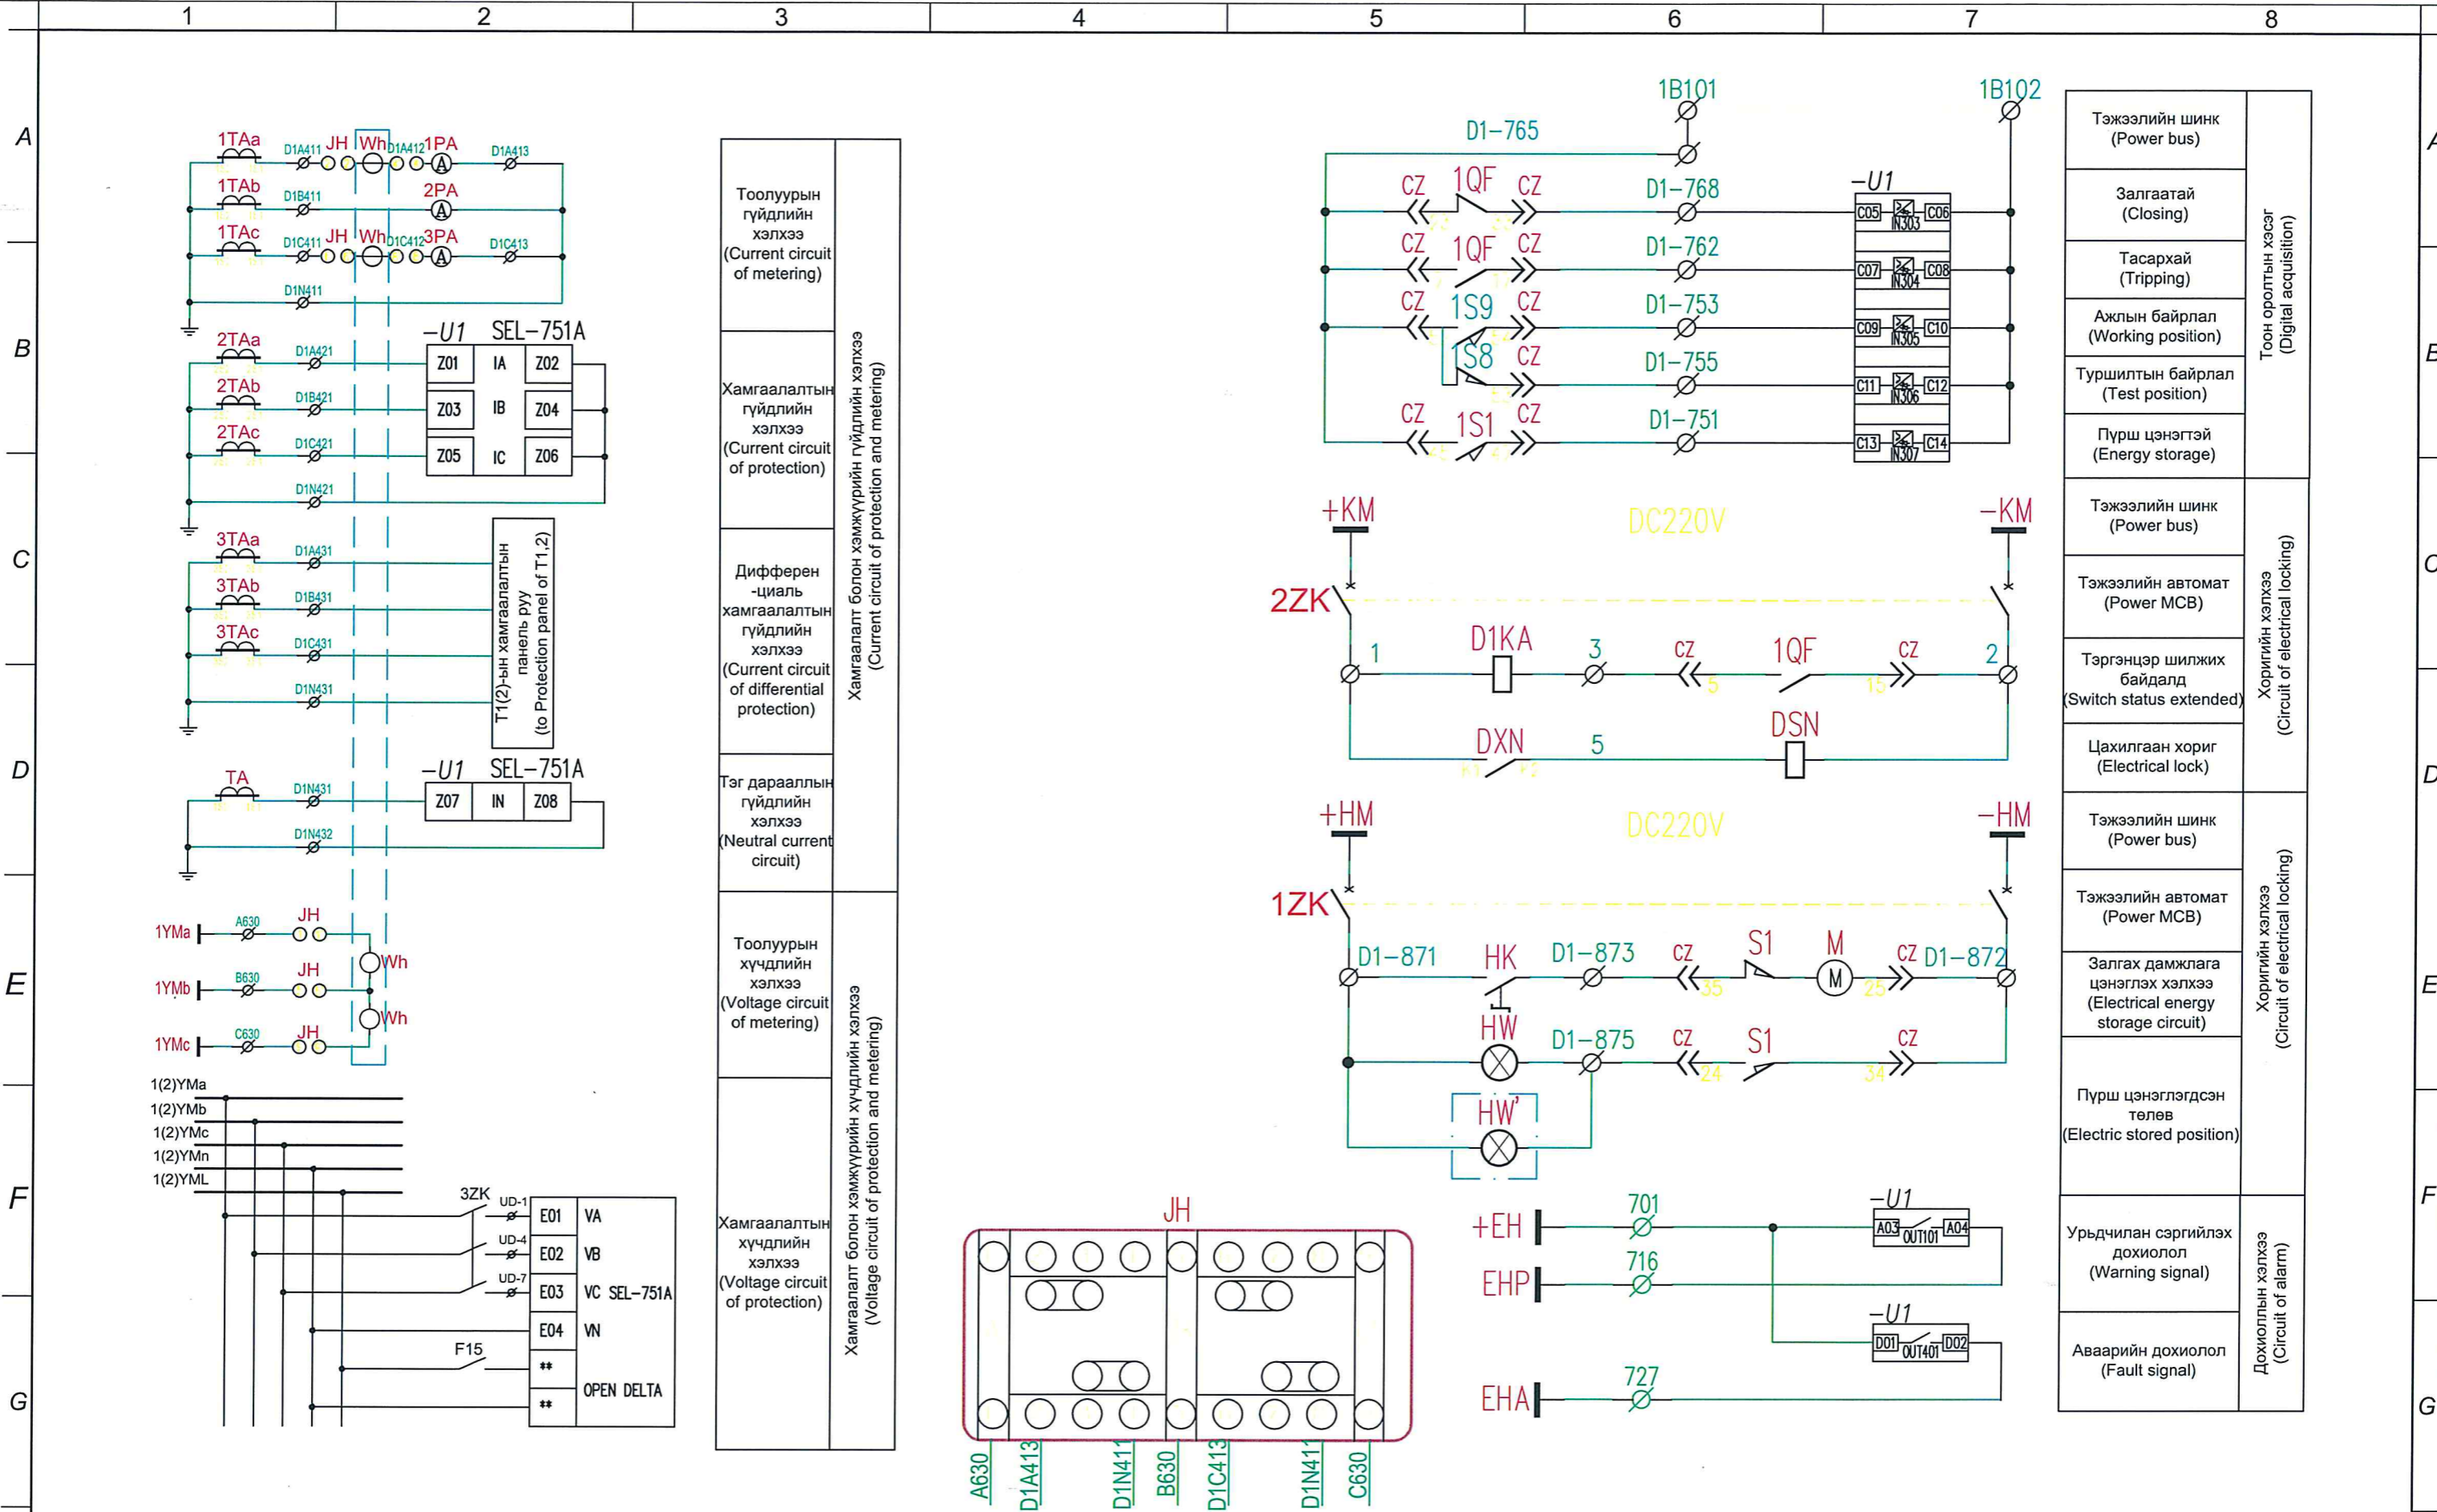 1 2 3 4 5 6 7 8
A
B
C
D
E
F
G
1TAa D1A411 JH Wh D1A412 1PA D1A413
A
1TAb D1B411 2PA
A
1TAc D1C411 JH Wh D1C412 3PA D1C413
A
D1N411
-U1 SEL-751A
2TAa D1A421 Z01 IA Z02
2TAb D1B421 Z03 IB Z04
2TAc D1C421 Z05 IC Z06
D1N421
3TAa D1A431
3TAb D1B431
3TAc D1C431
D1N431
T1(2)-ын хамгаалалтын
панель руу
(to Protection panel of T1,2)
-U1 SEL-751A
TA D1N431 Z07 IN Z08
D1N432
1YMa A630 JH
Wh
1YMb B630 JH
Wh
1YMc C630 JH
1(2)YMa
1(2)YMb
1(2)YMc
1(2)YMn
1(2)YML
3ZK UD-1 E01 VA
UD-4 E02 VB
UD-7 E03 VC SEL-751A
E04 VN
F15 **
OPEN DELTA
**
Тоолуурын
гүйдлийн
хэлхээ
(Current circuit
of metering)
Хамгаалалтын
гүйдлийн
хэлхээ
(Current circuit
of protection)
Дифферен
-циаль
хамгаалалтын
гүйдлийн
хэлхээ
(Current circuit
of differential
protection)
Тэг дарааллын
гүйдлийн
хэлхээ
(Neutral current
circuit)
Тоолуурын
хүчдлийн
хэлхээ
(Voltage circuit
of metering)
Хамгаалалтын
хүчдлийн
хэлхээ
(Voltage circuit
of protection)
Хамгаалалт болон хэмжүүрийн гүйдлийн хэлхээ
(Current circuit of protection and metering)
Хамгаалалт болон хэмжүүрийн хүчдлийн хэлхээ
(Voltage circuit of protection and metering)
JH
A630
D1A413
D1N411
B630
D1C413
D1N411
C630
1B101 1B102
D1-765
-U1
CZ 1QF CZ D1-768 C05 IN303 C06
CZ 1QF CZ D1-762 C07 IN304 C08
CZ 1S9 CZ D1-753 C09 IN305 C10
1S8 CZ D1-755 C11 IN306 C12
CZ 1S1 CZ D1-751 C13 IN307 C14
+KM DC220V -KM
2ZK
1 D1KA 3 CZ 5 1QF 15 CZ 2
DXN 5 DSN
+HM DC220V -HM
1ZK
D1-871 HK D1-873 CZ 35 S1 M 25 CZ D1-872
M
HW D1-875 CZ 24 S1 34 CZ
HW'
+EH 701 -U1
A03 OUT101 A04
EHP 716
-U1
D01 OUT401 D02
EHA 727
Тэжээлийн шинк
(Power bus)
Залгаатай
(Closing)
Тасархай
(Tripping)
Ажлын байрлал
(Working position)
Туршилтын байрлал
(Test position)
Пүрш цэнэгтэй
(Energy storage)
Тоон оролтын хэсэг
(Digital acquisition)
Тэжээлийн шинк
(Power bus)
Тэжээлийн автомат
(Power MCB)
Тэргэнцэр шилжих
байдалд
(Switch status extended)
Цахилгаан хориг
(Electrical lock)
Хоригийн хэлхээ
(Circuit of electrical locking)
Тэжээлийн шинк
(Power bus)
Тэжээлийн автомат
(Power MCB)
Залгах дамжлага
цэнэглэх хэлхээ
(Electrical energy
storage circuit)
Пүрш цэнэглэгдсэн
төлөв
(Electric stored position)
Хоригийн хэлхээ
(Circuit of electrical locking)
Урьдчилан сэргийлэх
дохиолол
(Warning signal)
Аваарийн дохиолол
(Fault signal)
Дохиоллын хэлхээ
(Circuit of alarm)
A
B
C
D
E
F
G